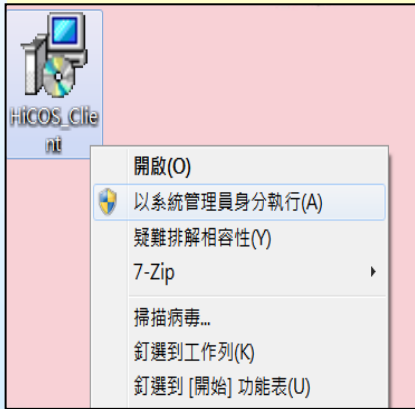 HiCOS_Clie
nt
開啟(O)
以系統管理員身分執行(A)
疑難排解相容性(Y)
7-Zip
掃描病毒...
釘選到工作列(K)
釘選到 [開始] 功能表(U)